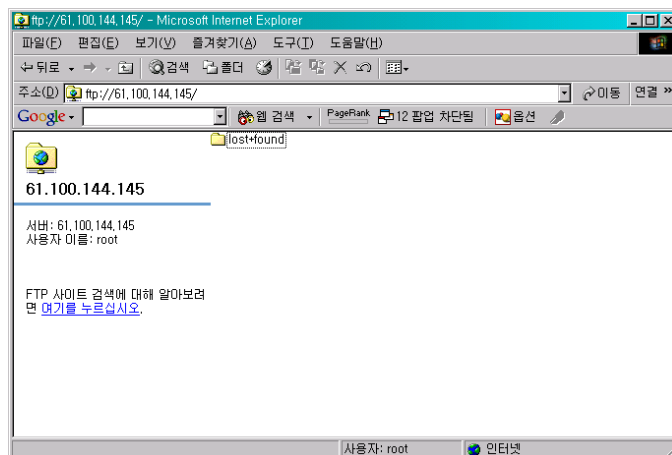 ftp://61.100.144.145/ - Microsoft Internet Explorer
파일(F) 편집(E) 보기(V) 즐겨찾기(A) 도구(T) 도움말(H)
뒤로 검색 폴더
주소(D) ftp://61.100.144.145/ 이동 연결 »
Google 웹 검색 PageRank 12 팝업 차단됨 옵션
lost+found
61.100.144.145
서버: 61.100.144.145
사용자 이름: root
FTP 사이트 검색에 대해 알아보려
면 여기를 누르십시오.
사용자: root 인터넷